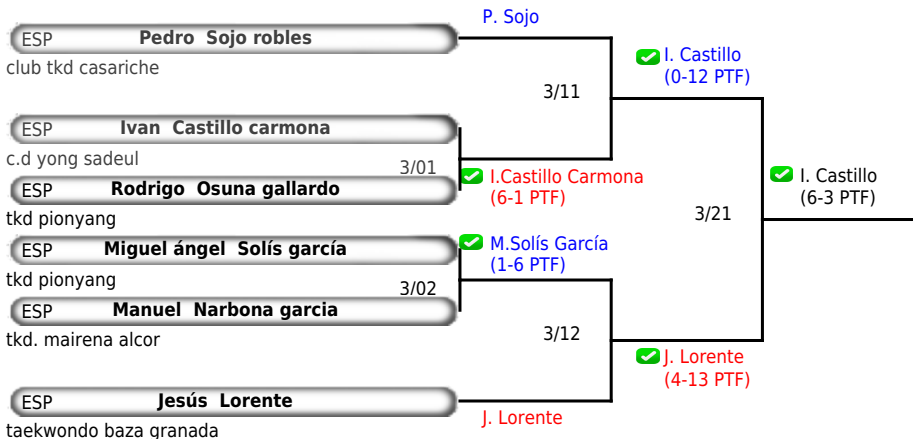 P. Sojo
ESP Pedro Sojo robles
club tkd casariche
I. Castillo
(0-12 PTF)
3/11
ESP Ivan Castillo carmona
c.d yong sadeul
3/01
I.Castillo Carmona
(6-1 PTF)
ESP Rodrigo Osuna gallardo
tkd pionyang
I. Castillo
(6-3 PTF)
3/21
ESP Miguel ángel Solís garcía
tkd pionyang
M.Solís García
(1-6 PTF)
3/02
ESP Manuel Narbona garcia
tkd. mairena alcor
3/12
J. Lorente
(4-13 PTF)
ESP Jesús Lorente
taekwondo baza granada
J. Lorente